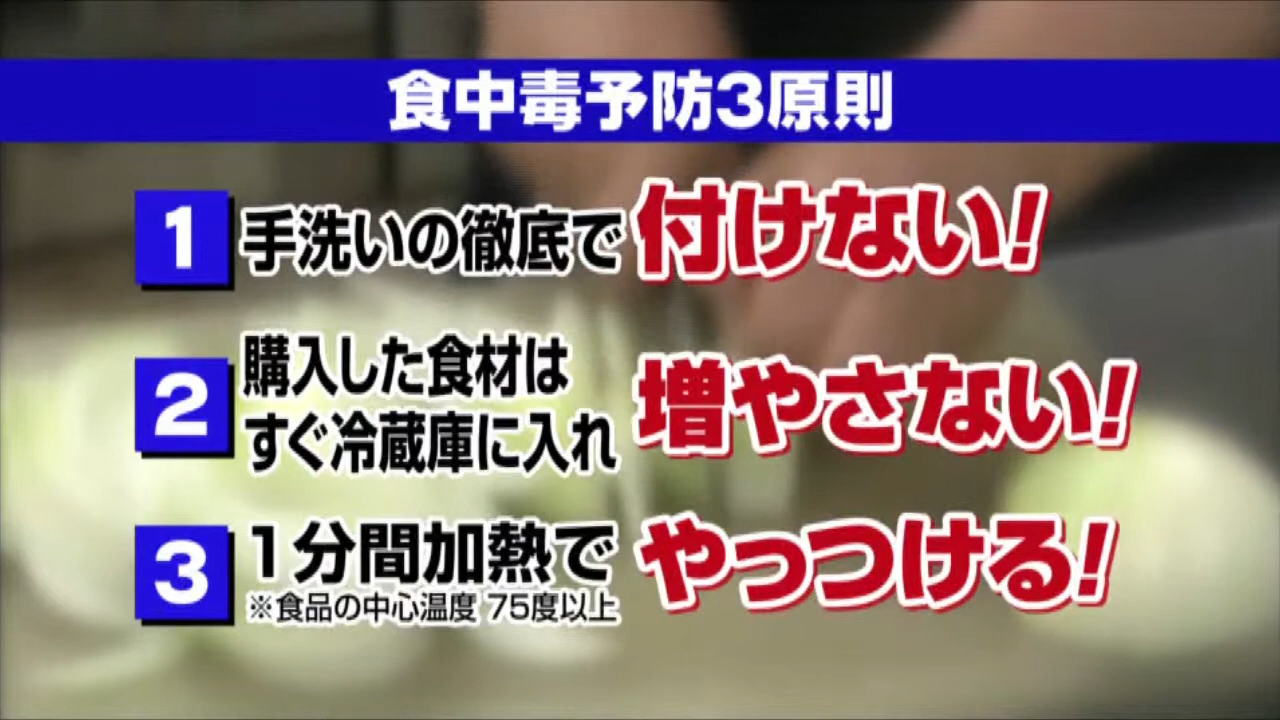 食中毒予防3原則
1 手洗いの徹底で 付けない!
2 購入した食材は
すぐ冷蔵庫に入れ 増やさない!
3 1分間加熱で やっつける!
※食品の中心温度 75度以上